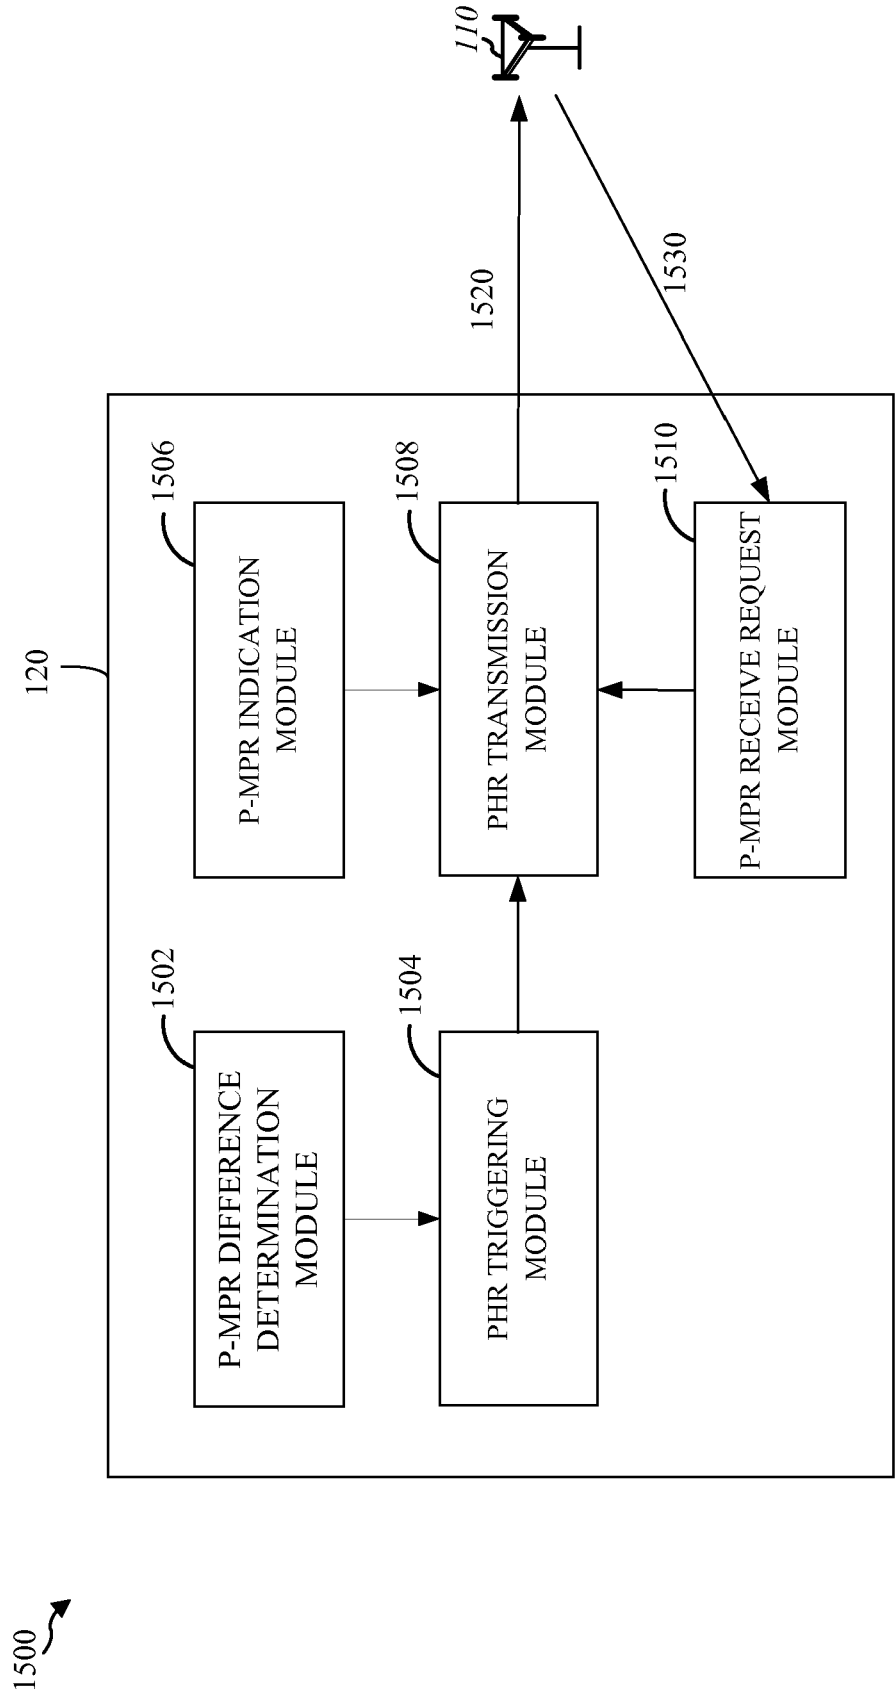 1500
120
1502
P-MPR DIFFERENCE
DETERMINATION
MODULE
1506
P-MPR INDICATION
MODULE
1504
PHR TRIGGERING
MODULE
1508
PHR TRANSMISSION
MODULE
1520
110
1510
P-MPR RECEIVE REQUEST
MODULE
1530